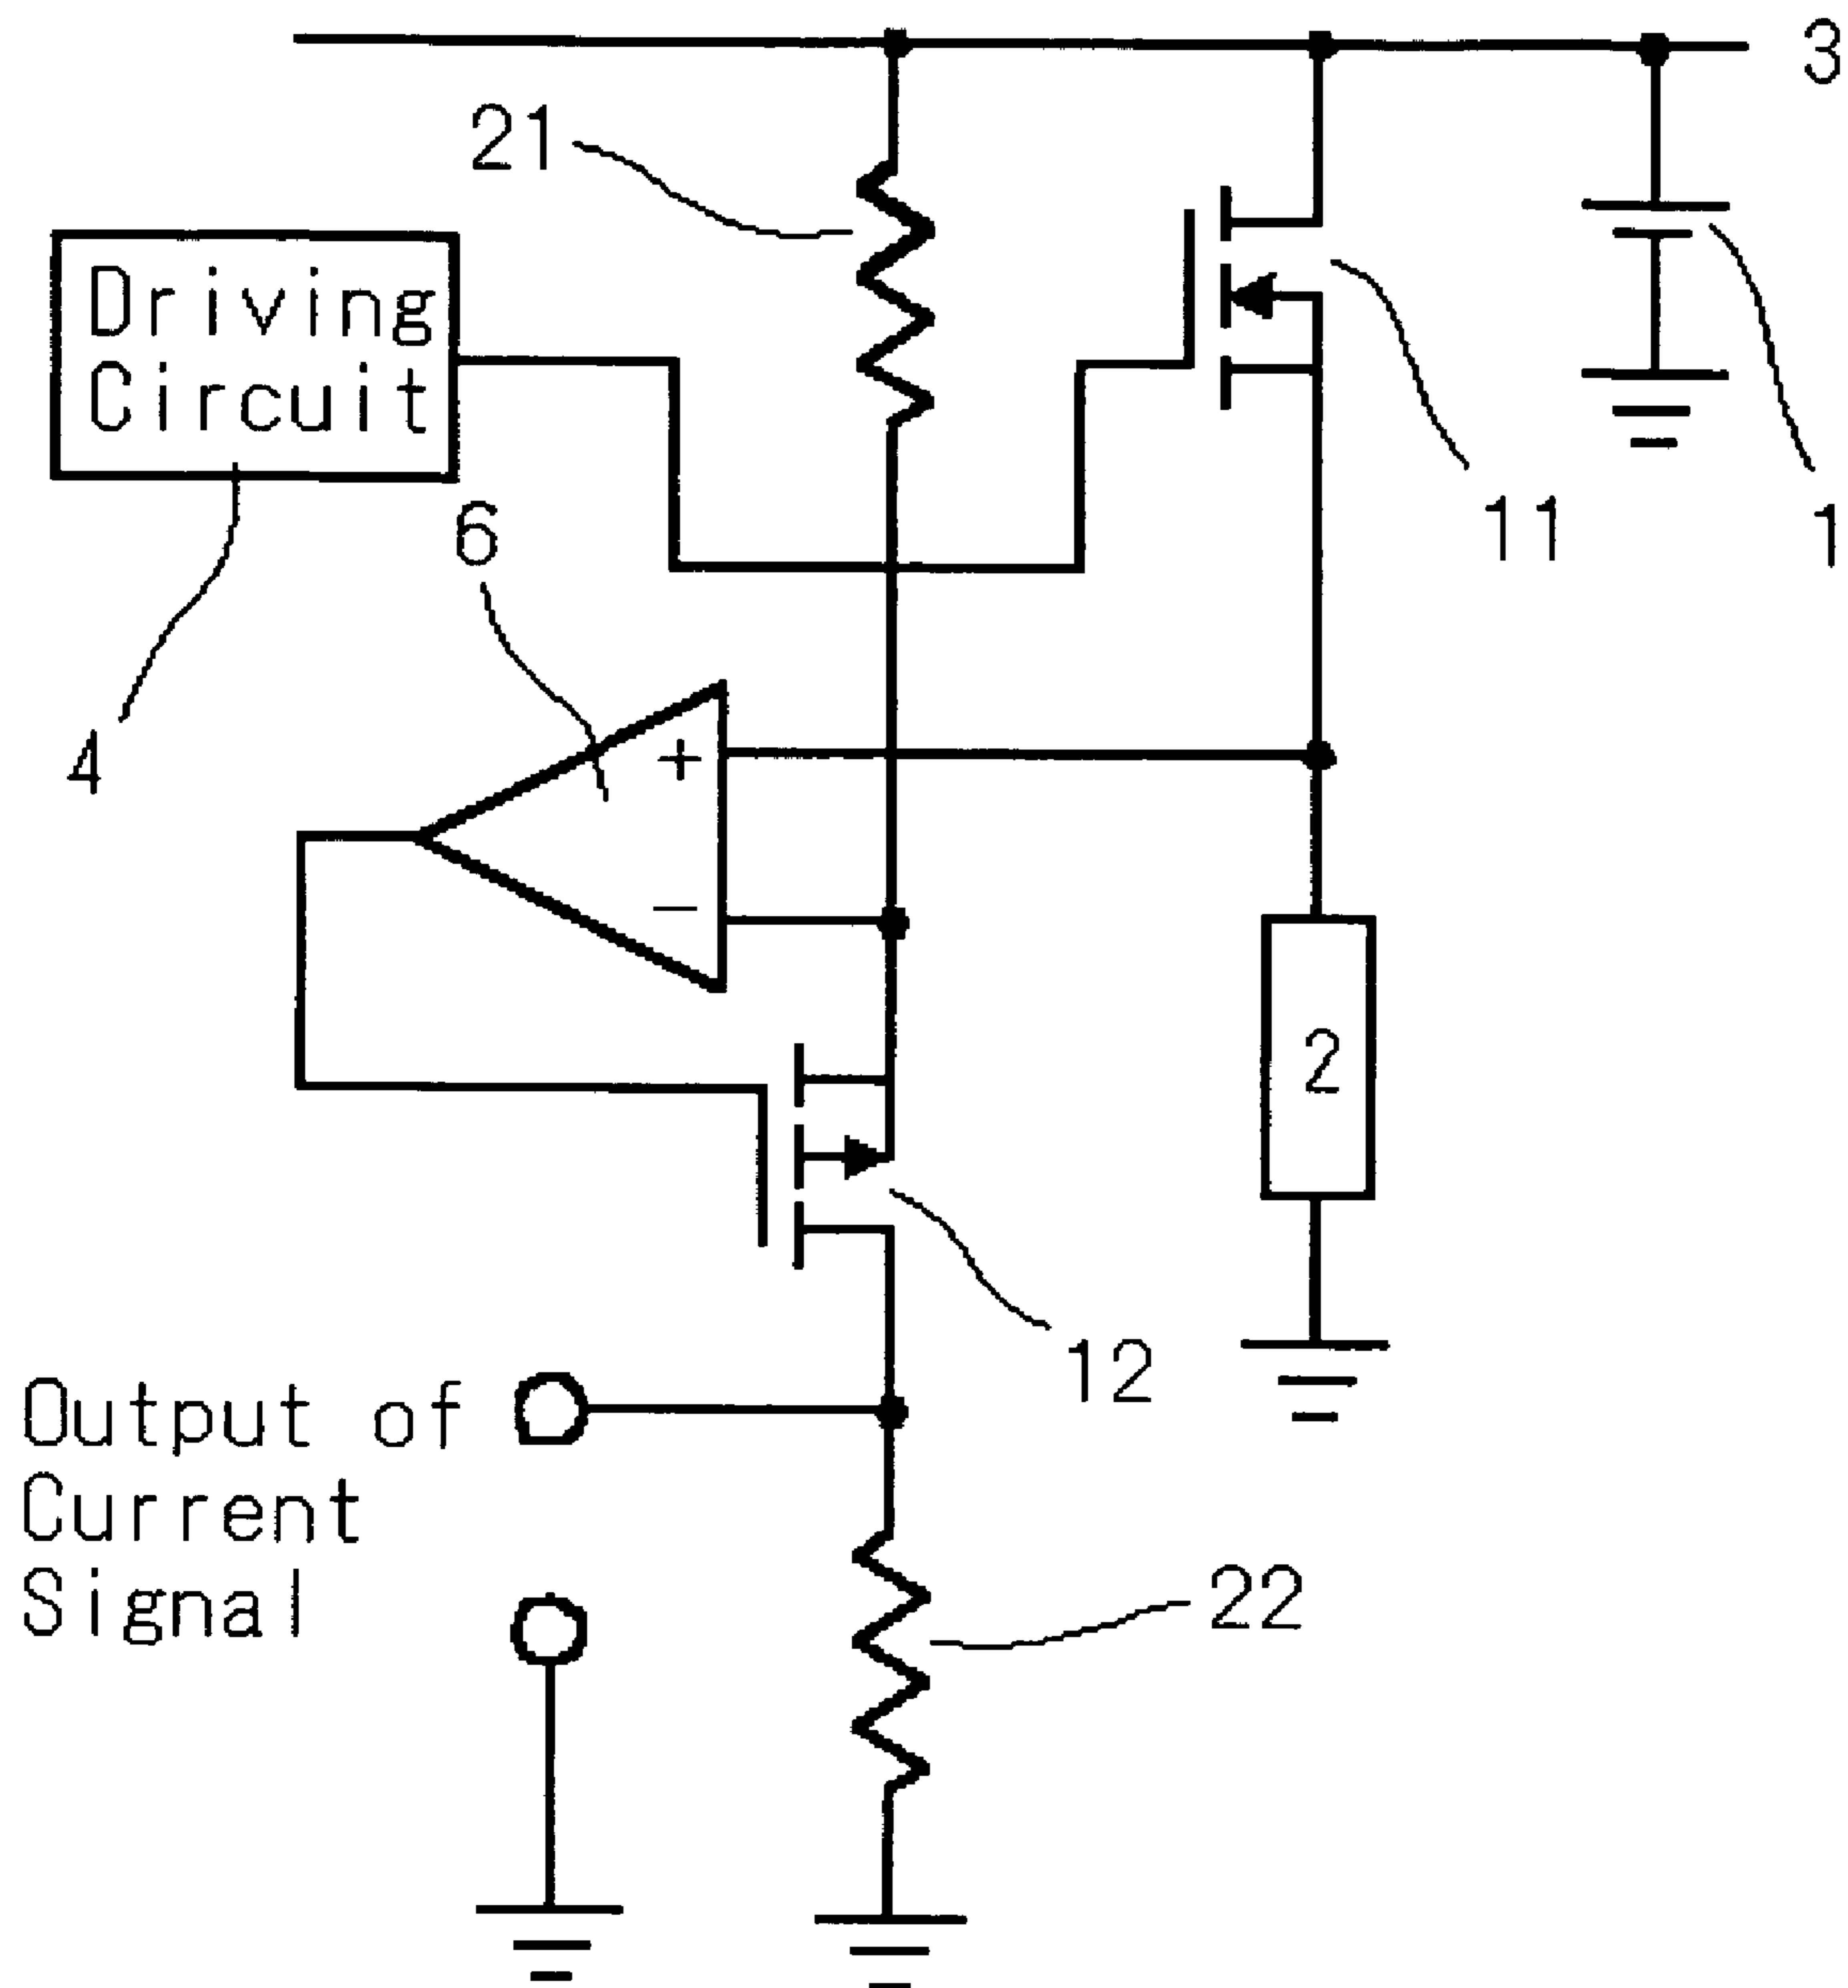 3
21
Driving
Circuit
11
1
6
4
+
−
2
12
Output of
Current
Signal
22